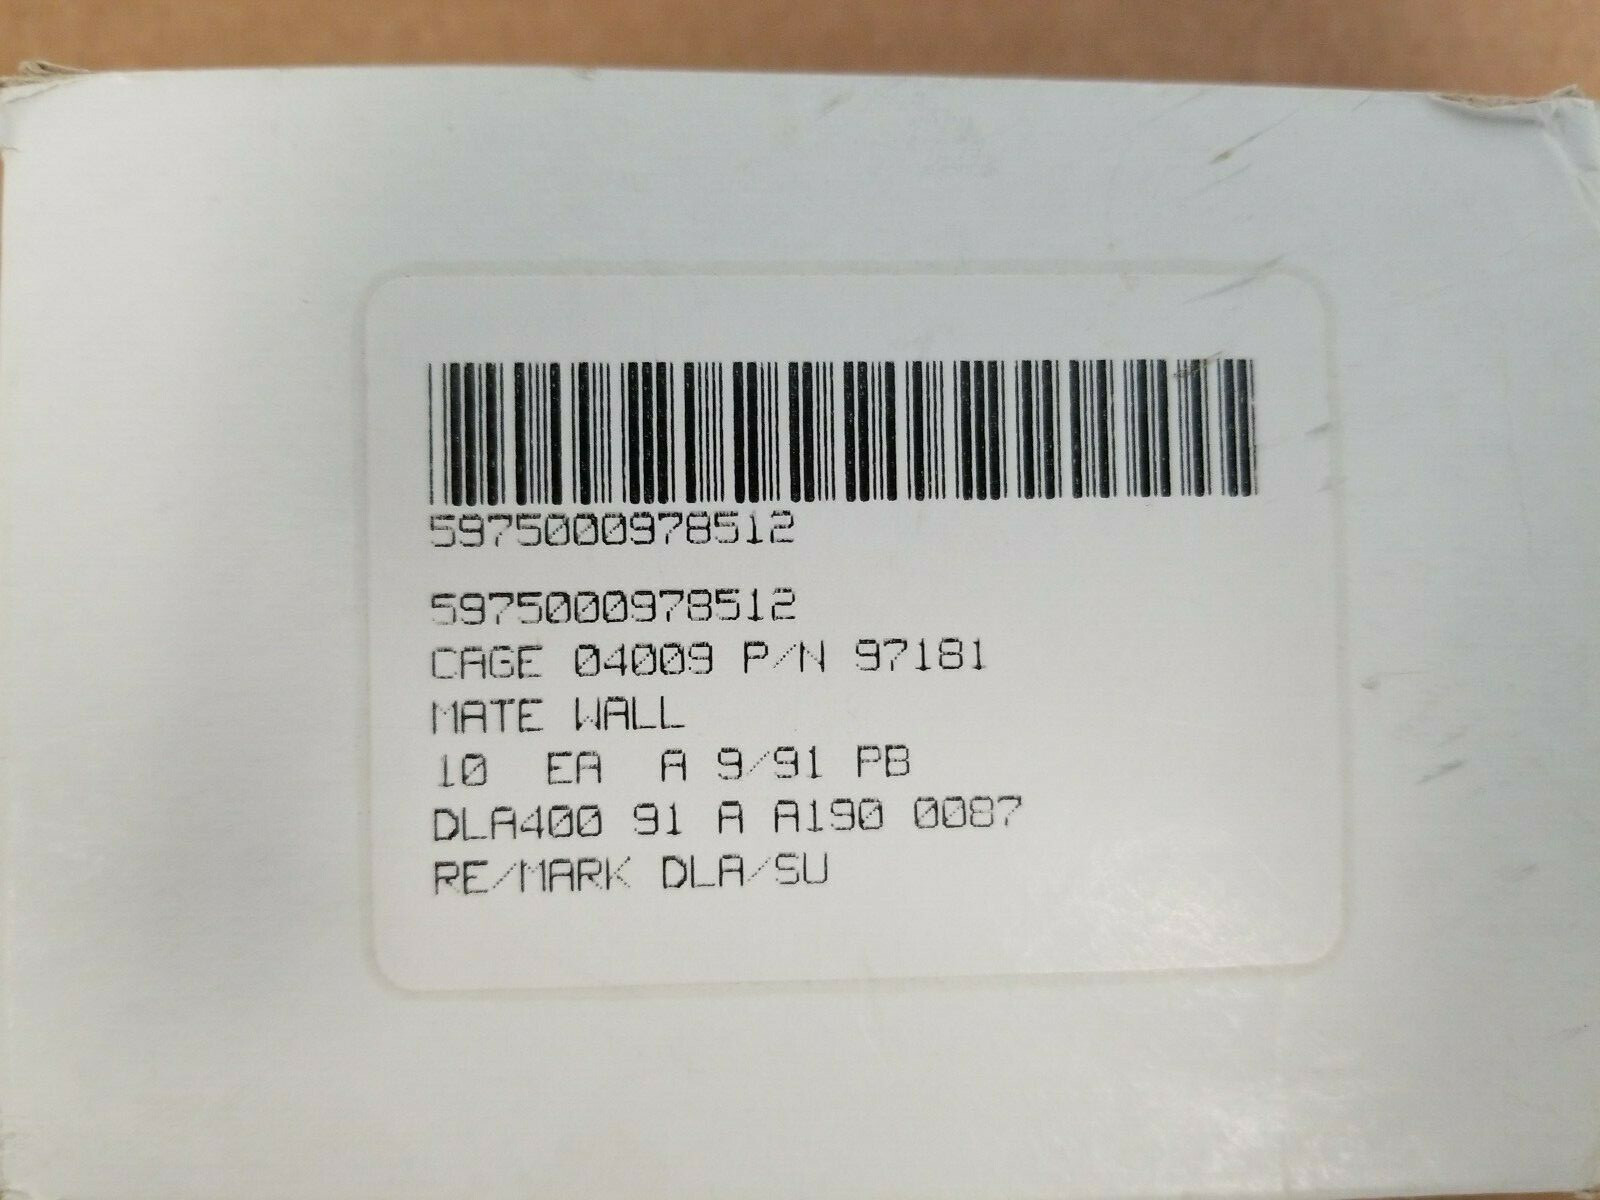 5975000978512
5975000978512
CAGE 04009 P/N 97181
MATE WALL
10 EA A 9/91 PB
DLA400 91 A A190 0087
RE/MARK DLA/SU